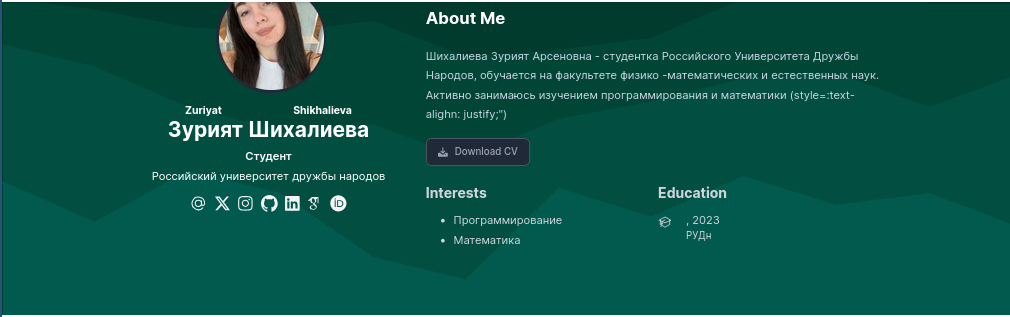 About Me
Шихалиева Зурият Арсеновна - студентка Российского Университета Дружбы
Народов, обучается на факультете физико -математических и естественных наук.
Активно занимаюсь изучением программирования и математики (style=:text-
alighn: justify;")
Zuriyat Shikhalieva
Зурият Шихалиева
Студент
Российский университет дружбы народов
Download CV
Interests
Программирование
Математика
Education
, 2023
РУДн